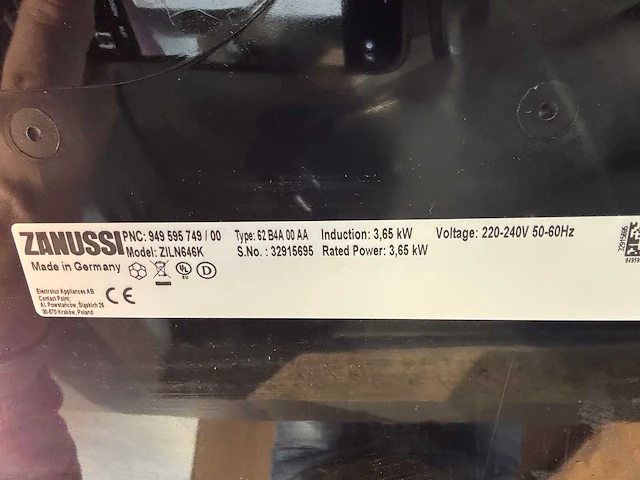 ZANUSSI
PNC: 949 595 749 / 00 Type: 62 B4A 00 AA Induction: 3,65 kW Voltage: 220-240V 50-60Hz
Model: ZILN646K S.No. : 32915695 Rated Power: 3,65 kW
Made in Germany
Electrolux Appliances AB
Contact Point:
Al. Powstańców, Śląskich 26
30-570 Kraków, Poland
CE
32915695